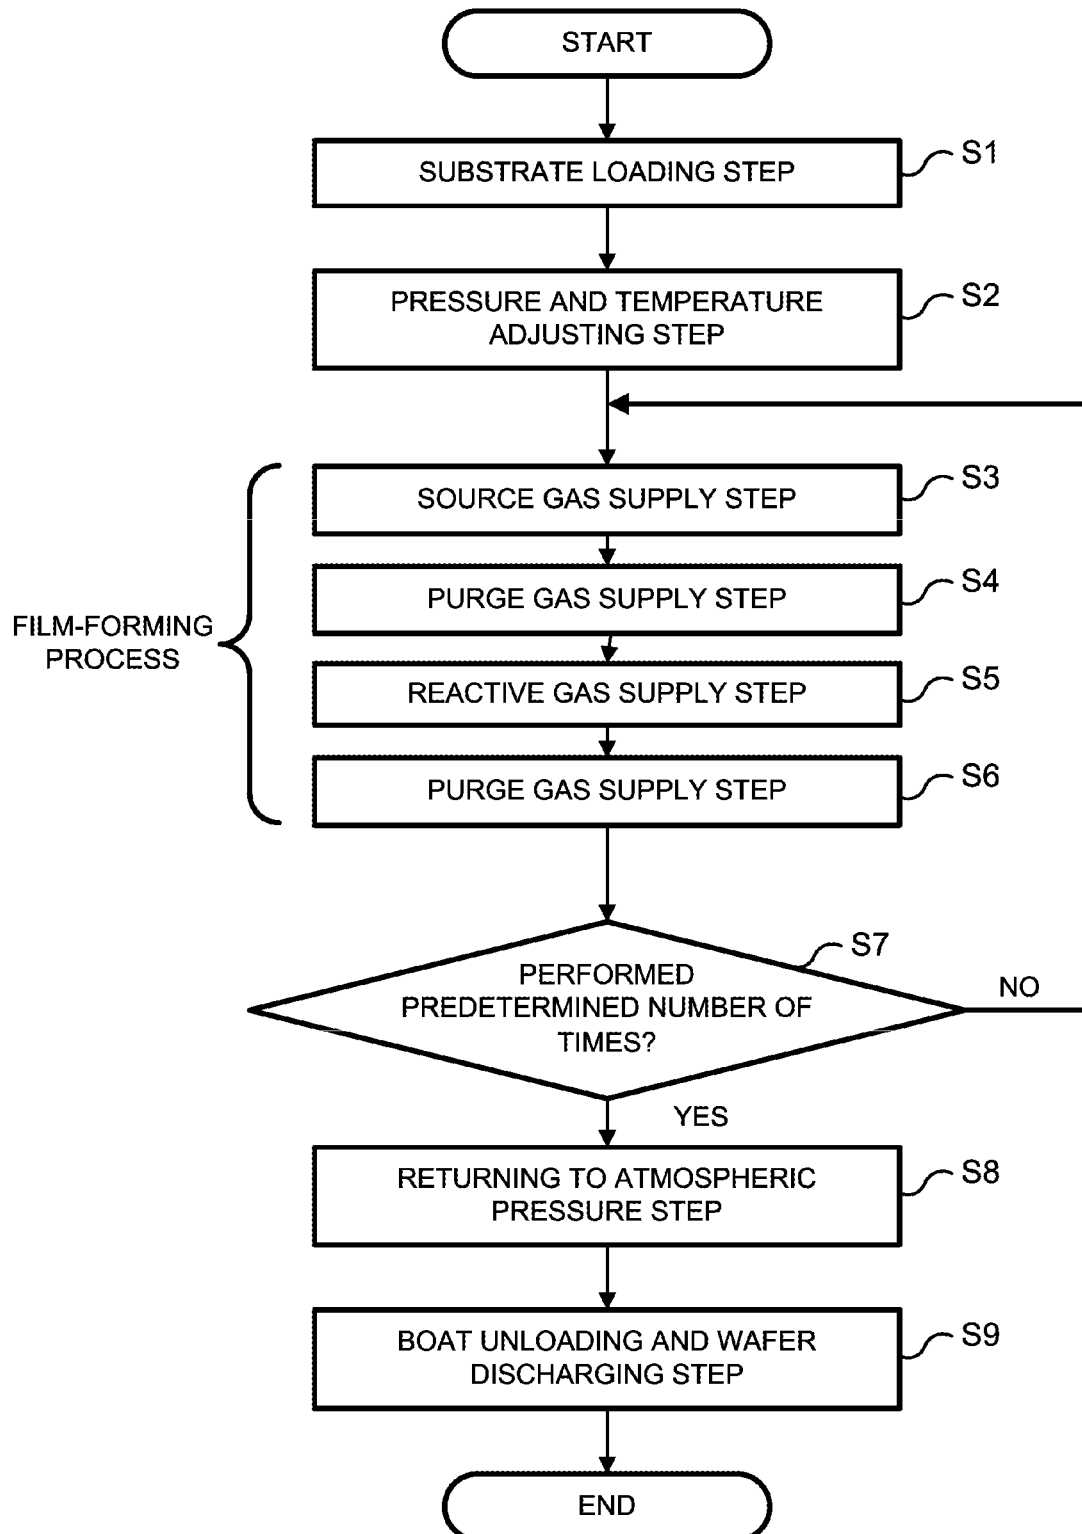 START
SUBSTRATE LOADING STEP
S1
PRESSURE AND TEMPERATURE
ADJUSTING STEP
S2
SOURCE GAS SUPPLY STEP
S3
PURGE GAS SUPPLY STEP
S4
FILM-FORMING
PROCESS
REACTIVE GAS SUPPLY STEP
S5
PURGE GAS SUPPLY STEP
S6
S7
PERFORMED
PREDETERMINED NUMBER OF
TIMES?
NO
YES
RETURNING TO ATMOSPHERIC
PRESSURE STEP
S8
BOAT UNLOADING AND WAFER
DISCHARGING STEP
S9
END